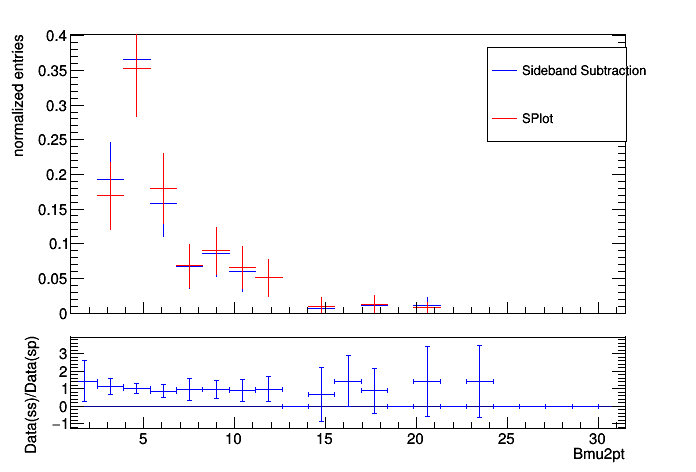 normalized entries
0.4
0.35
0.3
0.25
0.2
0.15
0.1
0.05
0
Sideband Subtraction
SPlot
Data(ss)/Data(sp)
3
2
1
0
−1
5 10 15 20 25 30
Bmu2pt